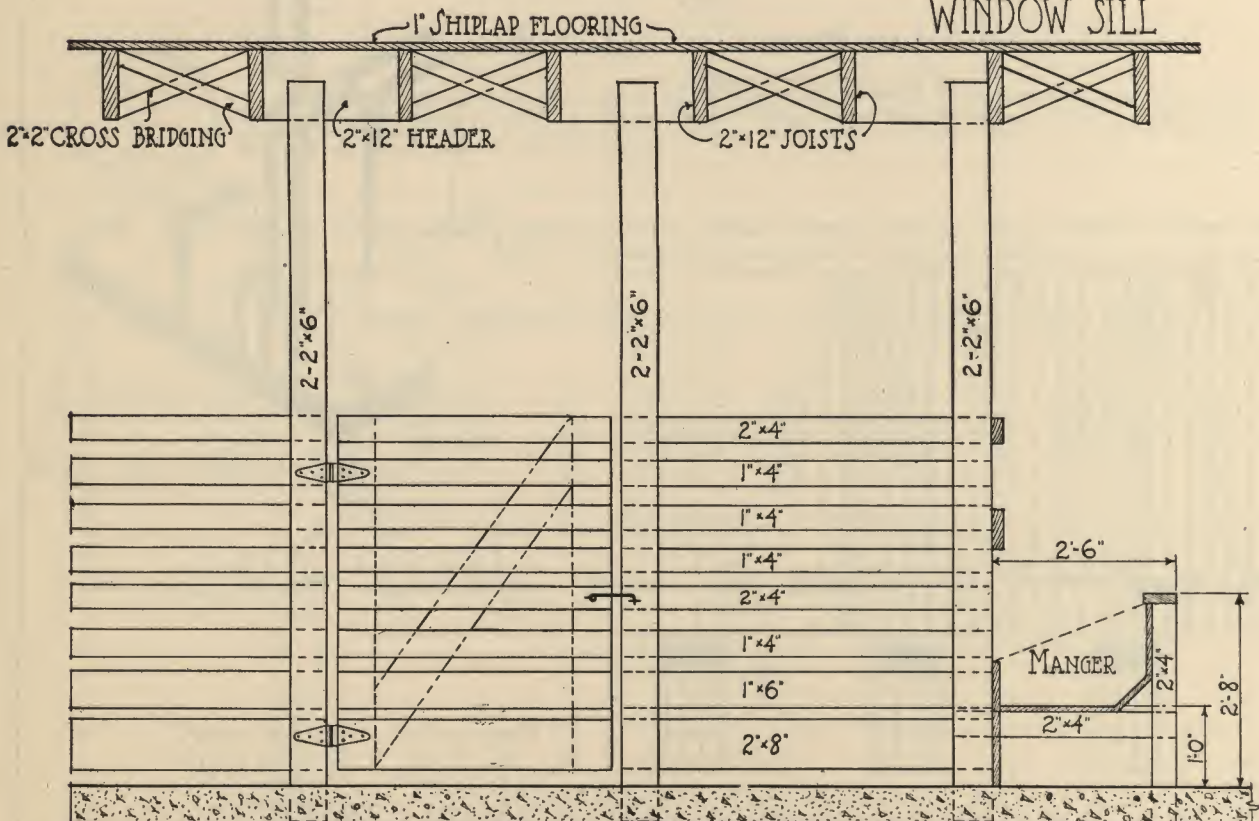 WINDOW SILL
1" SHIPLAP FLOORING
2"×2" CROSS BRIDGING
2"×12" HEADER
2"×12" JOISTS
2-2"×6"
2-2"×6"
2-2"×6"
2"×4"
1"×4"
1"×4"
1"×4"
2"×4"
1"×4"
1"×6"
2"×8"
2'-6"
MANGER
2"×4"
2"×4"
2'-8"
1'-0"